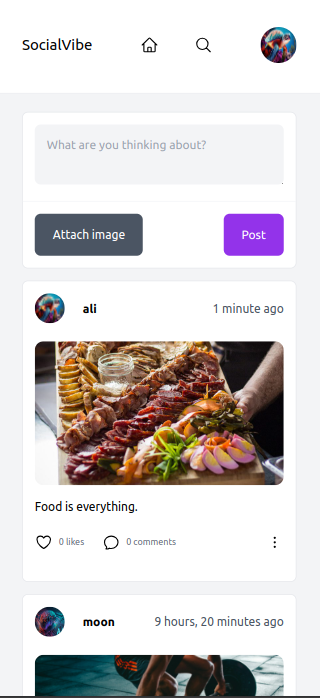 SocialVibe
What are you thinking about?
Attach image
Post
ali
1 minute ago
Food is everything.
0 likes
0 comments
moon
9 hours, 20 minutes ago